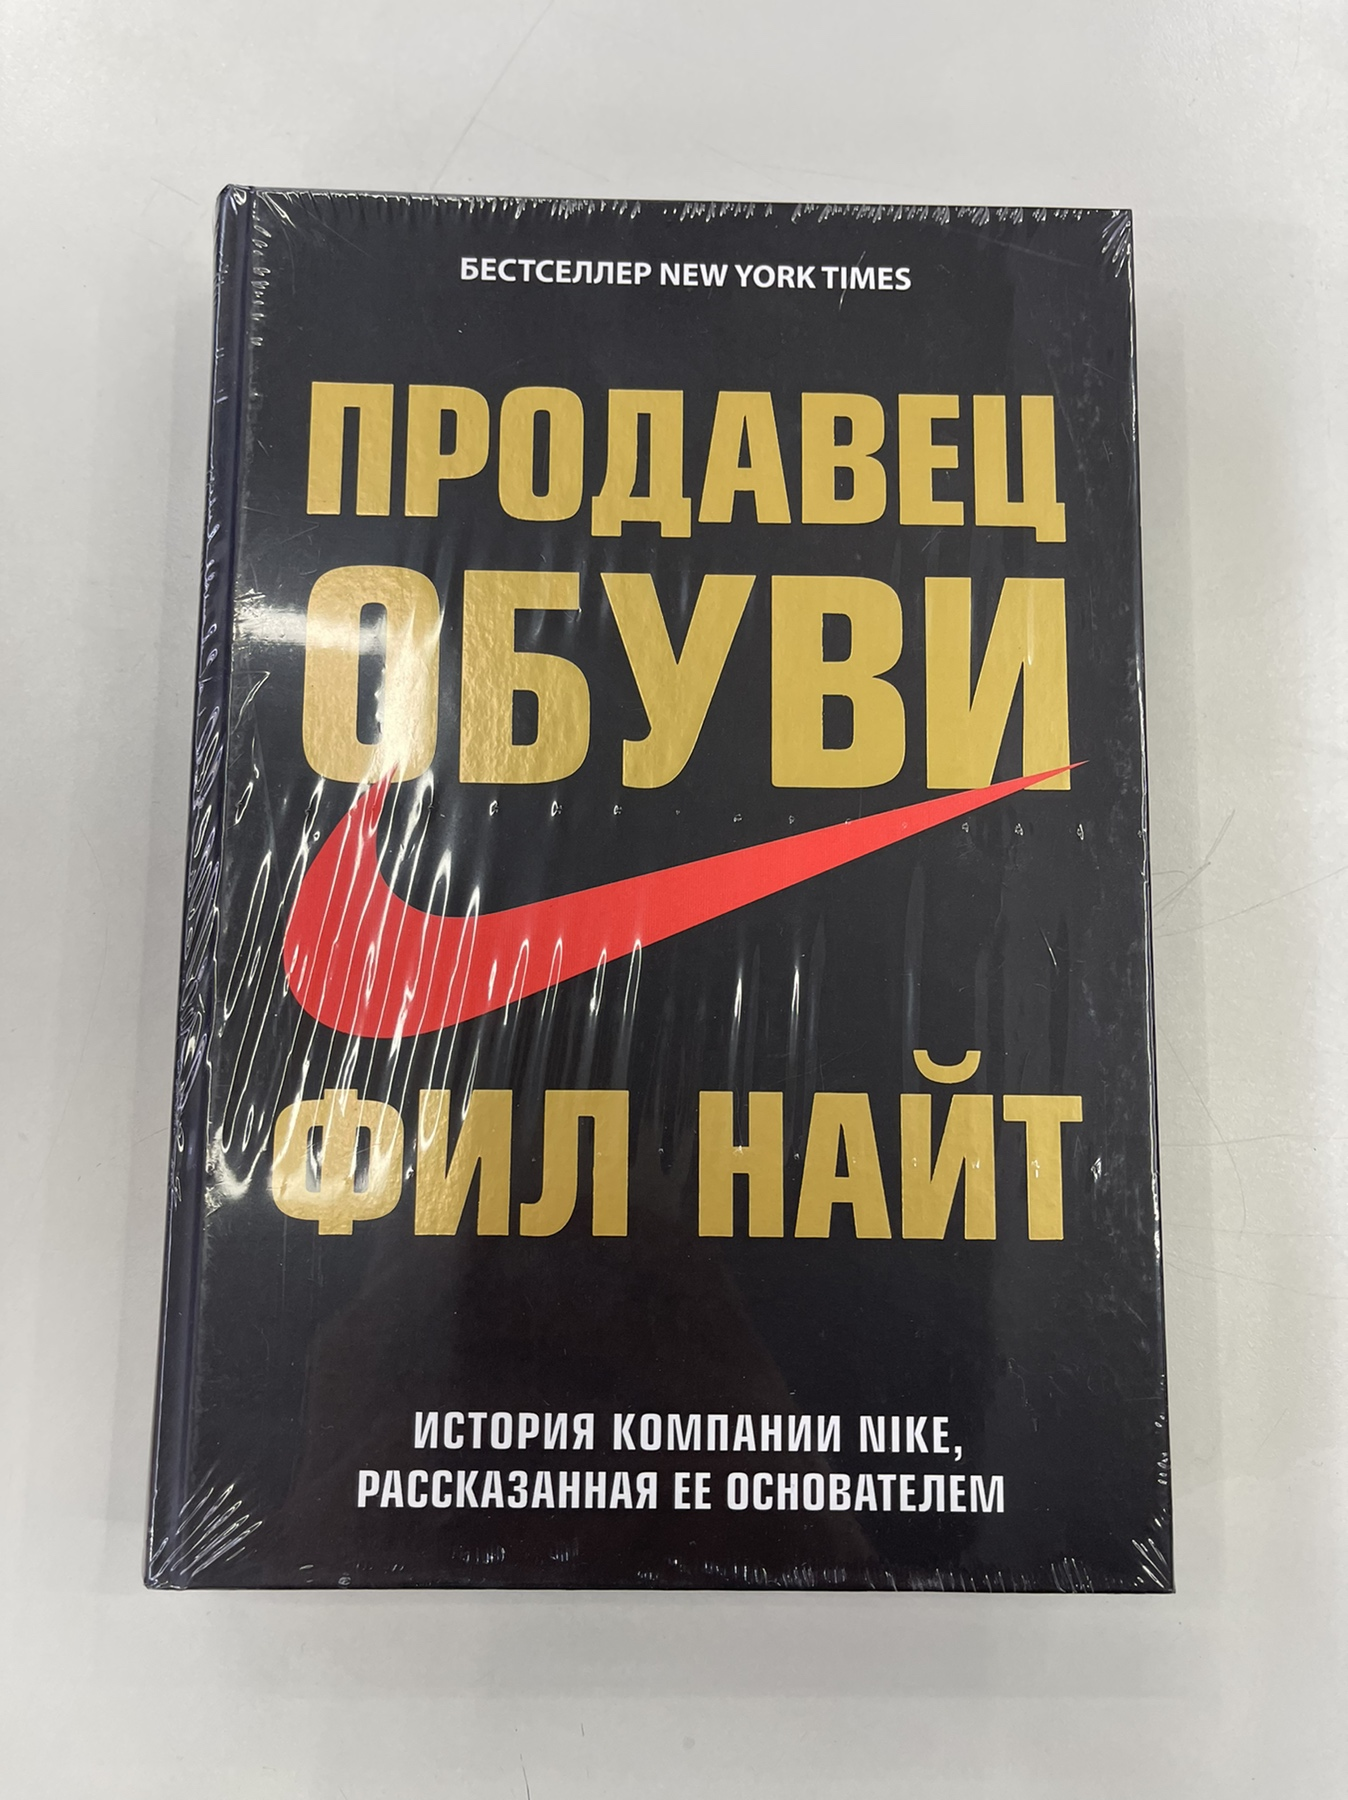 БЕСТСЕЛЛЕР NEW YORK TIMES
ПРОДАВЕЦ
ОБУВИ
ФИЛ НАЙТ
ИСТОРИЯ КОМПАНИИ NIKE,
РАССКАЗАННАЯ ЕЕ ОСНОВАТЕЛЕМ